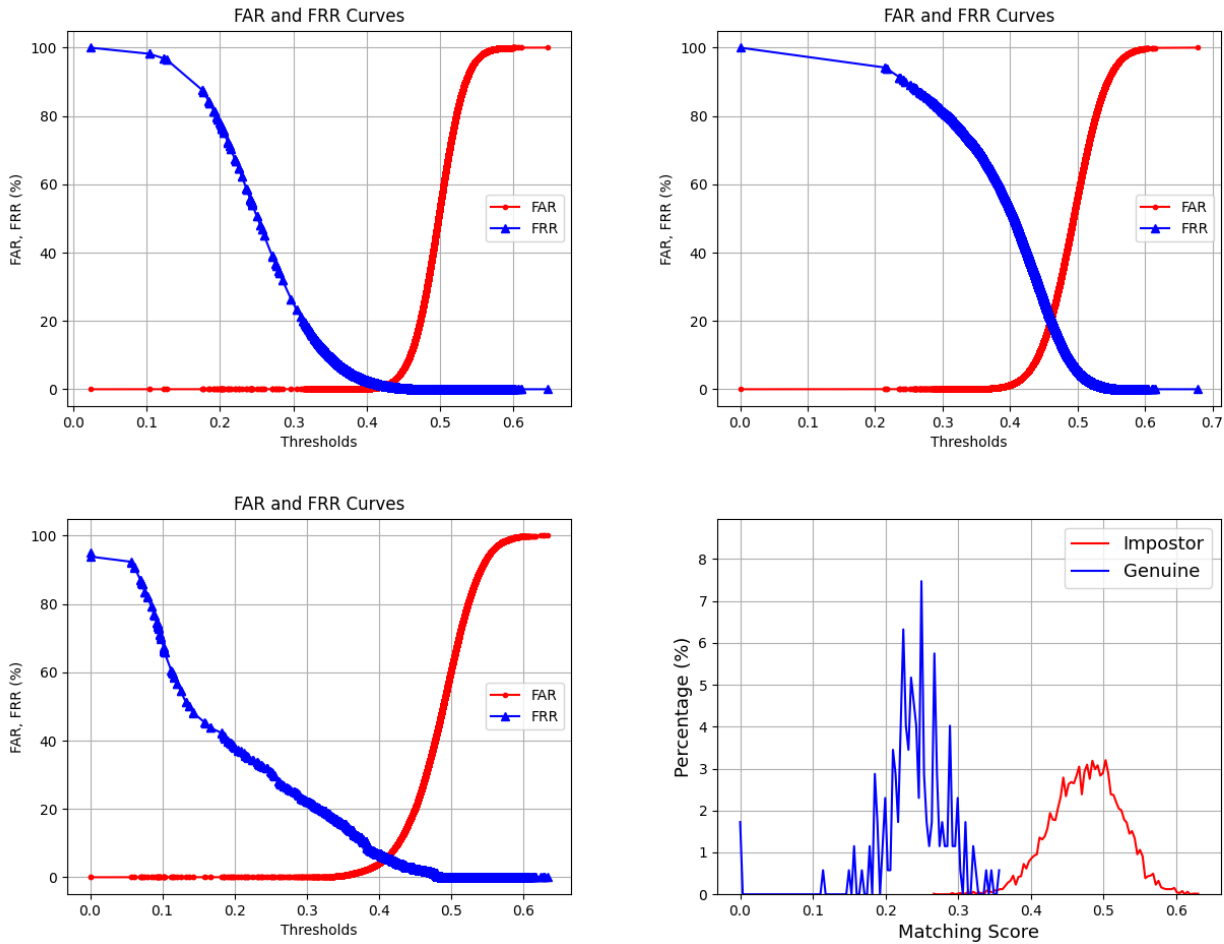 FAR and FRR Curves
FAR, FRR (%)
100
80
60
40
20
0
FAR
FRR
0.0 0.1 0.2 0.3 0.4 0.5 0.6
Thresholds
FAR and FRR Curves
FAR, FRR (%)
100
80
60
40
20
0
FAR
FRR
0.0 0.1 0.2 0.3 0.4 0.5 0.6 0.7
Thresholds
FAR and FRR Curves
FAR, FRR (%)
100
80
60
40
20
0
FAR
FRR
0.0 0.1 0.2 0.3 0.4 0.5 0.6
Thresholds
Percentage (%)
8
7
6
5
4
3
2
1
0
Impostor
Genuine
0.0 0.1 0.2 0.3 0.4 0.5 0.6
Matching Score